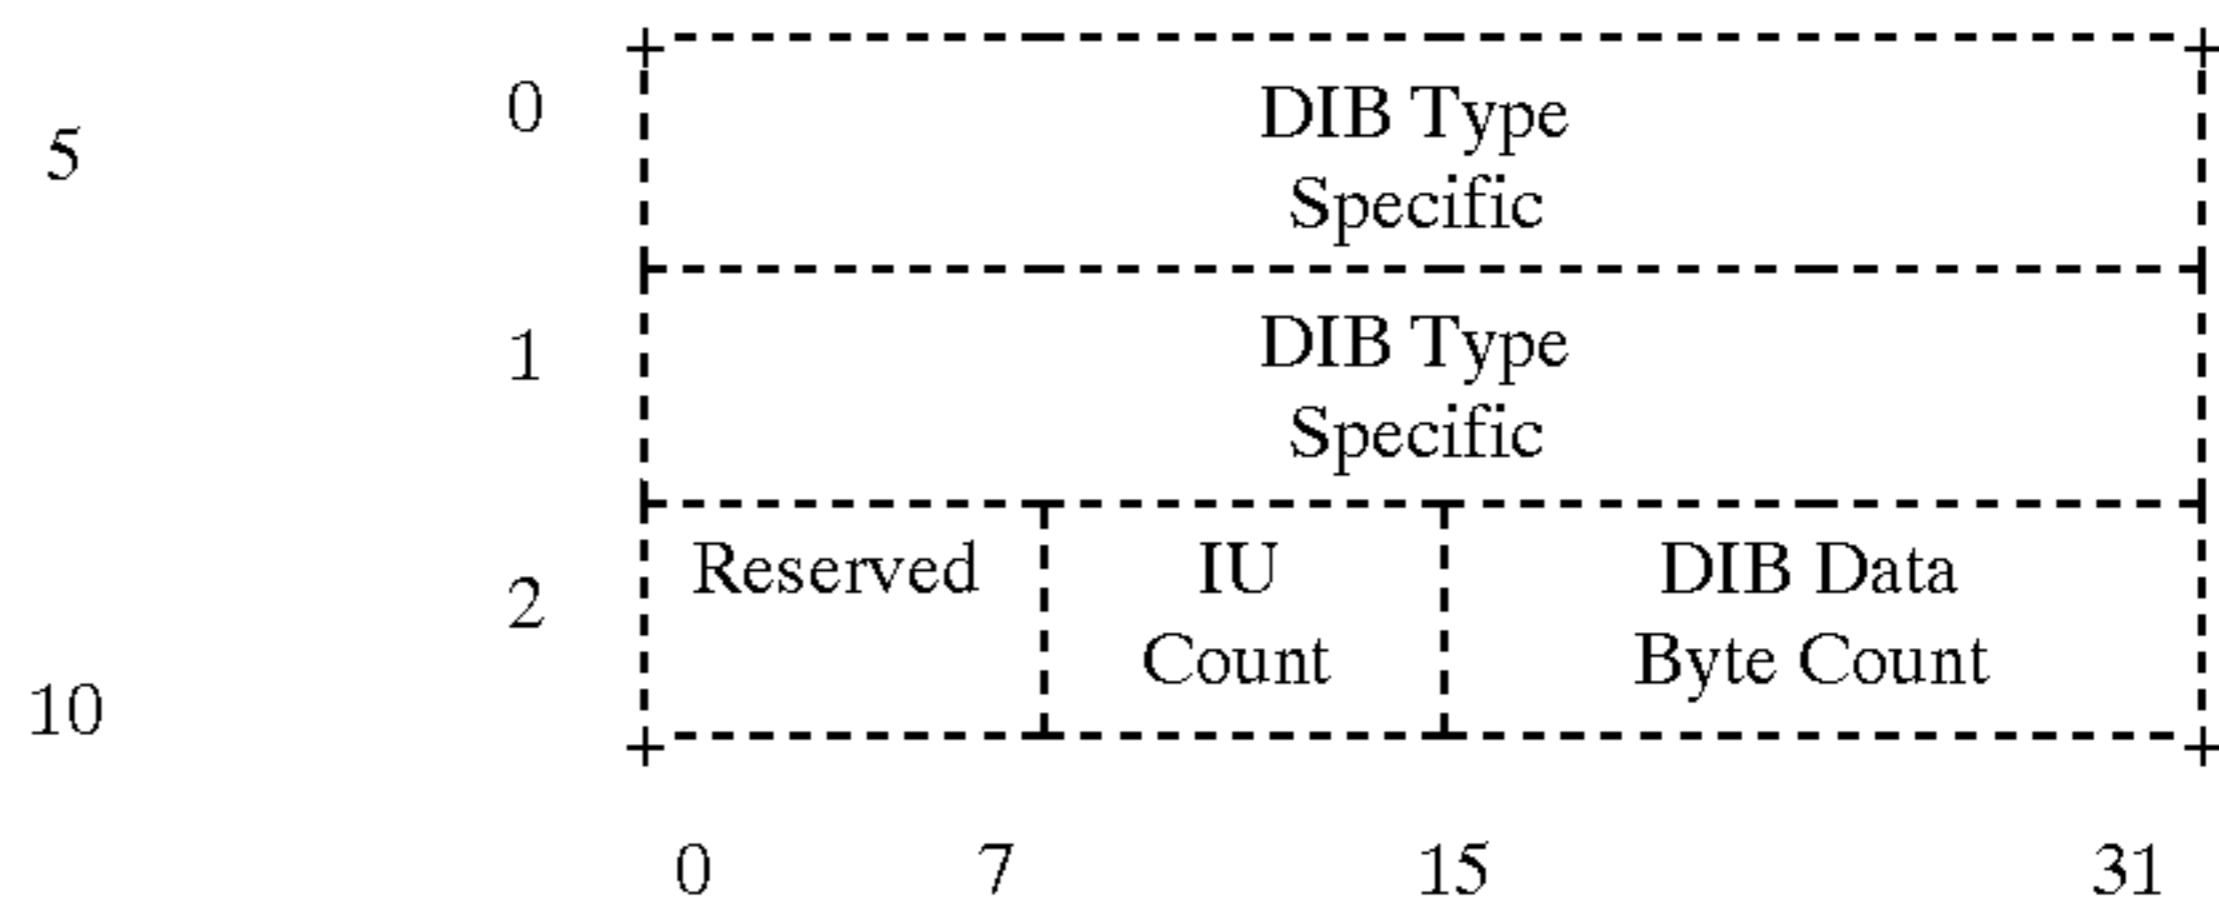 0 DIB Type
5
Specific
1 DIB Type
Specific
2 Reserved IU DIB Data
Count Byte Count
10
0 7 15 31